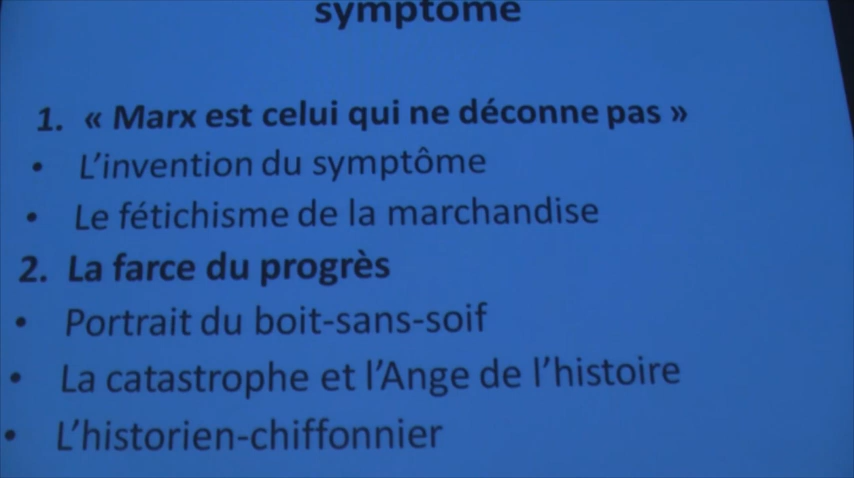 symptôme
1. « Marx est celui qui ne déconne pas »
• L’invention du symptôme
• Le fétichisme de la marchandise
2. La farce du progrès
• Portrait du boit-sans-soif
• La catastrophe et l’Ange de l’histoire
• L’historien-chiffonnier